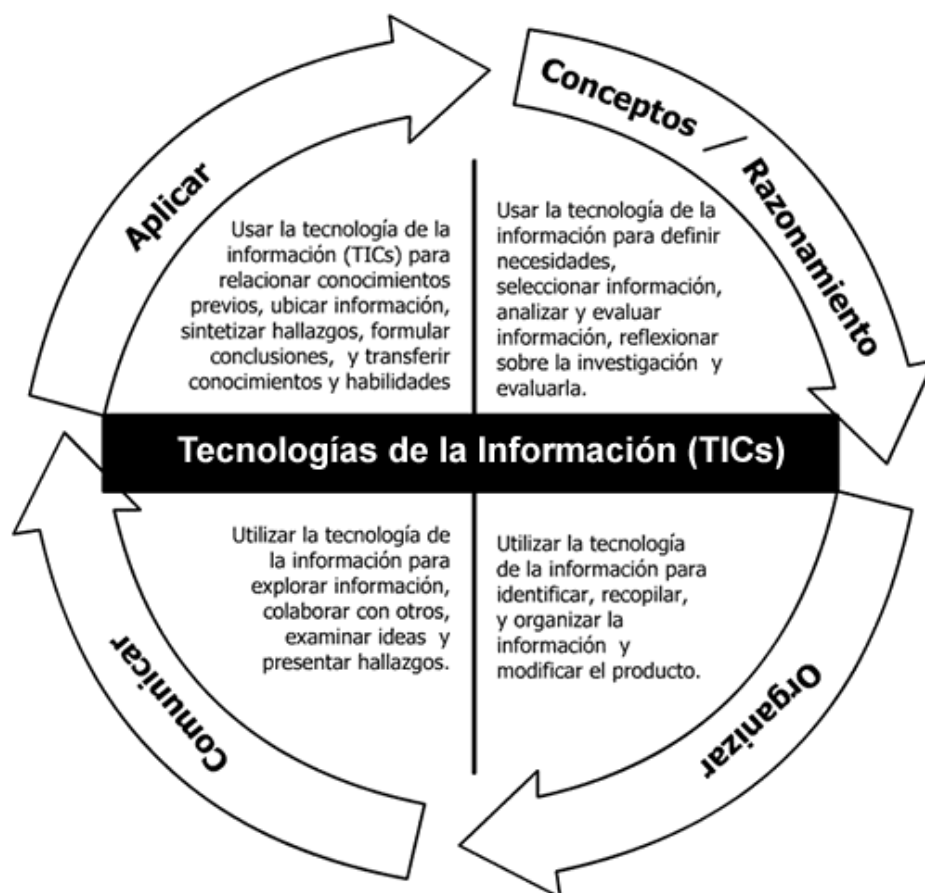 Aplicar
Conceptos / Razonamiento
Usar la tecnología de la
información (TICs) para
relacionar conocimientos
previos, ubicar información,
sintetizar hallazgos, formular
conclusiones, y transferir
conocimientos y habilidades
Usar la tecnología de la
información para definir
necesidades,
seleccionar información,
analizar y evaluar
información, reflexionar
sobre la investigación y
evaluarla.
Tecnologías de la Información (TICs)
Utilizar la tecnología de
la información para
explorar información,
colaborar con otros,
examinar ideas y
presentar hallazgos.
Utilizar la tecnología
de la información para
identificar, recopilar,
y organizar la
información y
modificar el producto.
Comunicar
Organizar